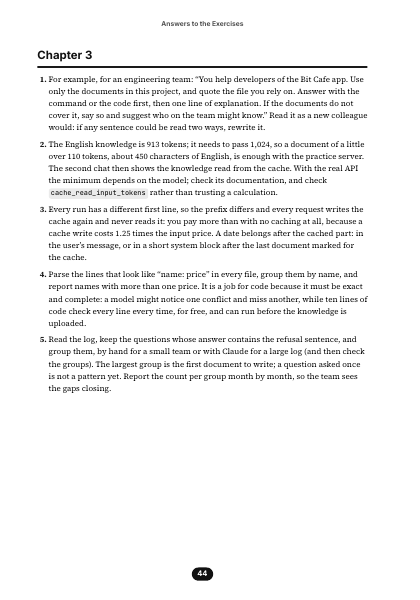 Answers to the Exercises
Chapter 3
1. For example, for an engineering team: “You help developers of the Bit Cafe app. Use
only the documents in this project, and quote the file you rely on. Answer with the
command or the code first, then one line of explanation. If the documents do not
cover it, say so and suggest who on the team might know.” Read it as a new colleague
would: if any sentence could be read two ways, rewrite it.
2. The English knowledge is 913 tokens; it needs to pass 1,024, so a document of a little
over 110 tokens, about 450 characters of English, is enough with the practice server.
The second chat then shows the knowledge read from the cache. With the real API
the minimum depends on the model; check its documentation, and check
cache_read_input_tokens rather than trusting a calculation.
3. Every run has a different first line, so the prefix differs and every request writes the
cache again and never reads it: you pay more than with no caching at all, because a
cache write costs 1.25 times the input price. A date belongs after the cached part: in
the user’s message, or in a short system block after the last document marked for
the cache.
4. Parse the lines that look like “name: price” in every file, group them by name, and
report names with more than one price. It is a job for code because it must be exact
and complete: a model might notice one conflict and miss another, while ten lines of
code check every line every time, for free, and can run before the knowledge is
uploaded.
5. Read the log, keep the questions whose answer contains the refusal sentence, and
group them, by hand for a small team or with Claude for a large log (and then check
the groups). The largest group is the first document to write; a question asked once
is not a pattern yet. Report the count per group month by month, so the team sees
the gaps closing.
44